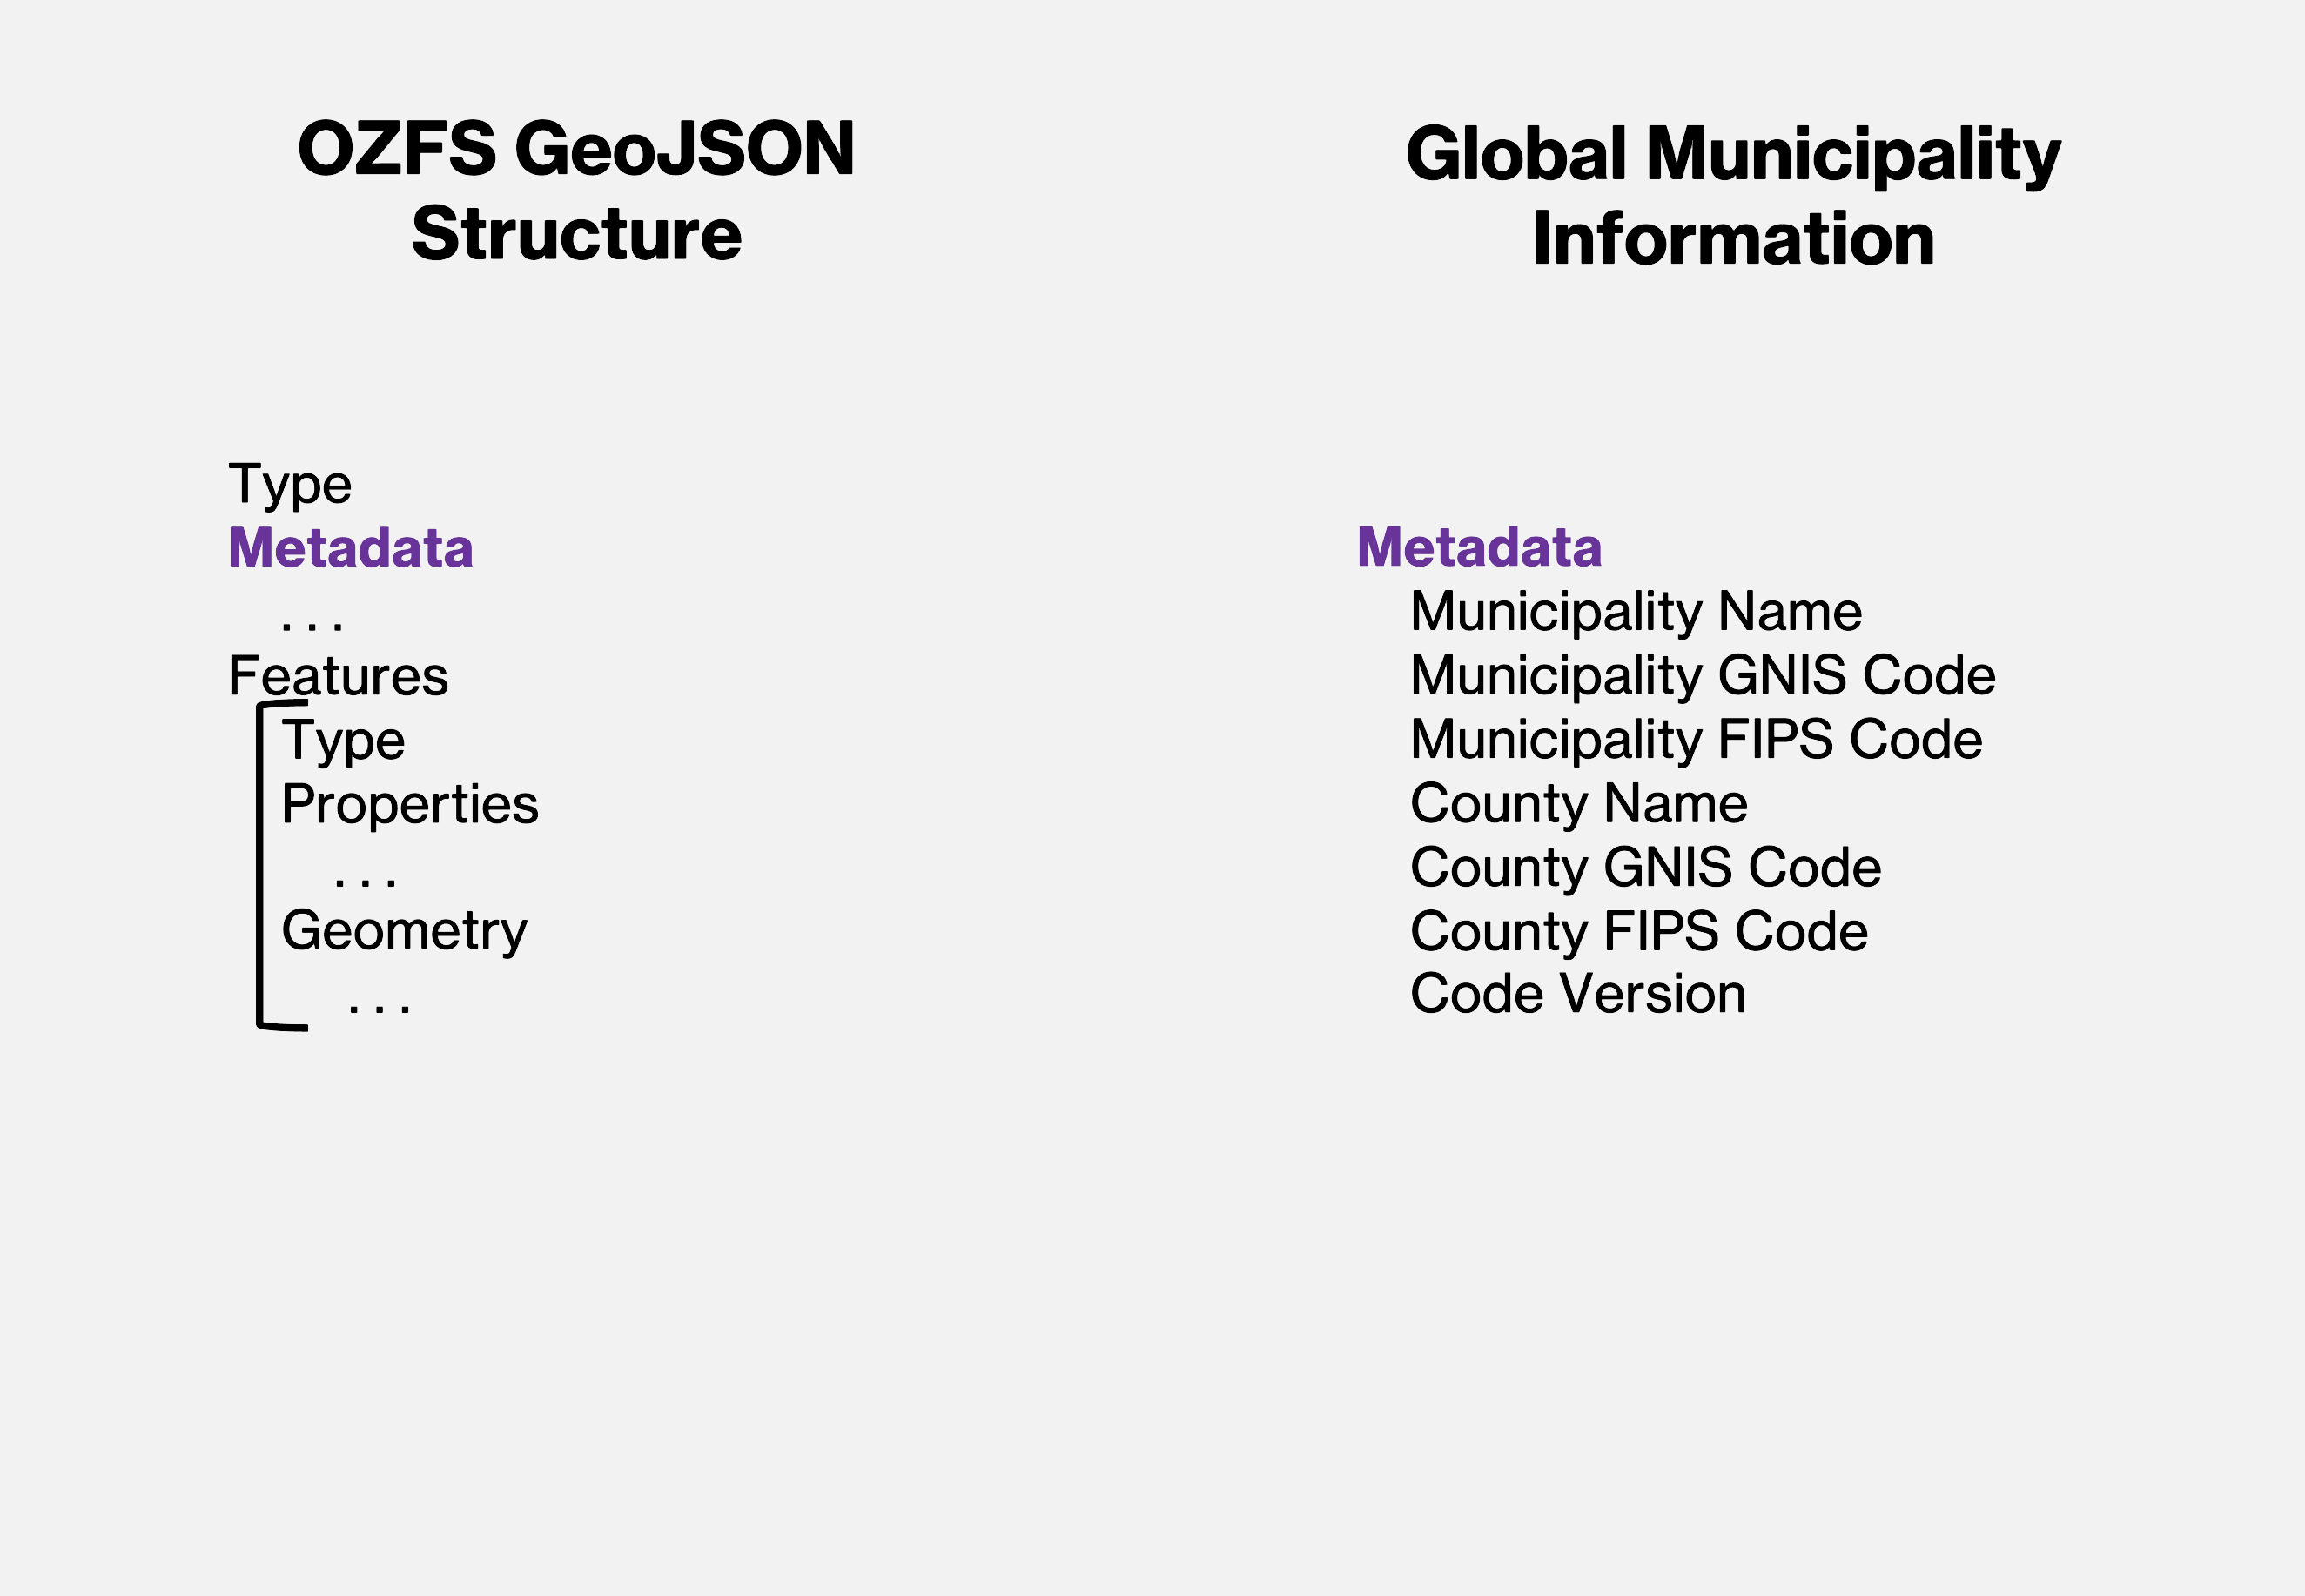 OZFS GeoJSON
Structure
Type
Metadata
...
Features
Type
Properties
...
Geometry
...
Global Municipality
Information
Metadata
Municipality Name
Municipality GNIS Code
Municipality FIPS Code
County Name
County GNIS Code
County FIPS Code
Code Version